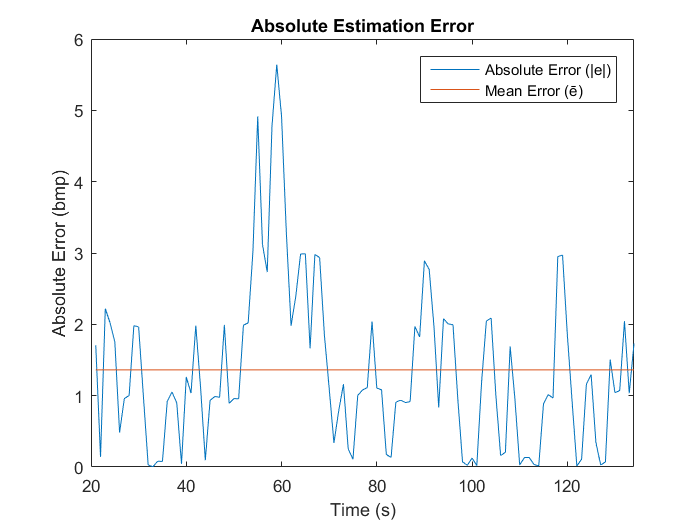 Absolute Estimation Error
Absolute Error (|e|)
Mean Error (ē)
Absolute Error (bmp)
6
5
4
3
2
1
0
20 40 60 80 100 120
Time (s)